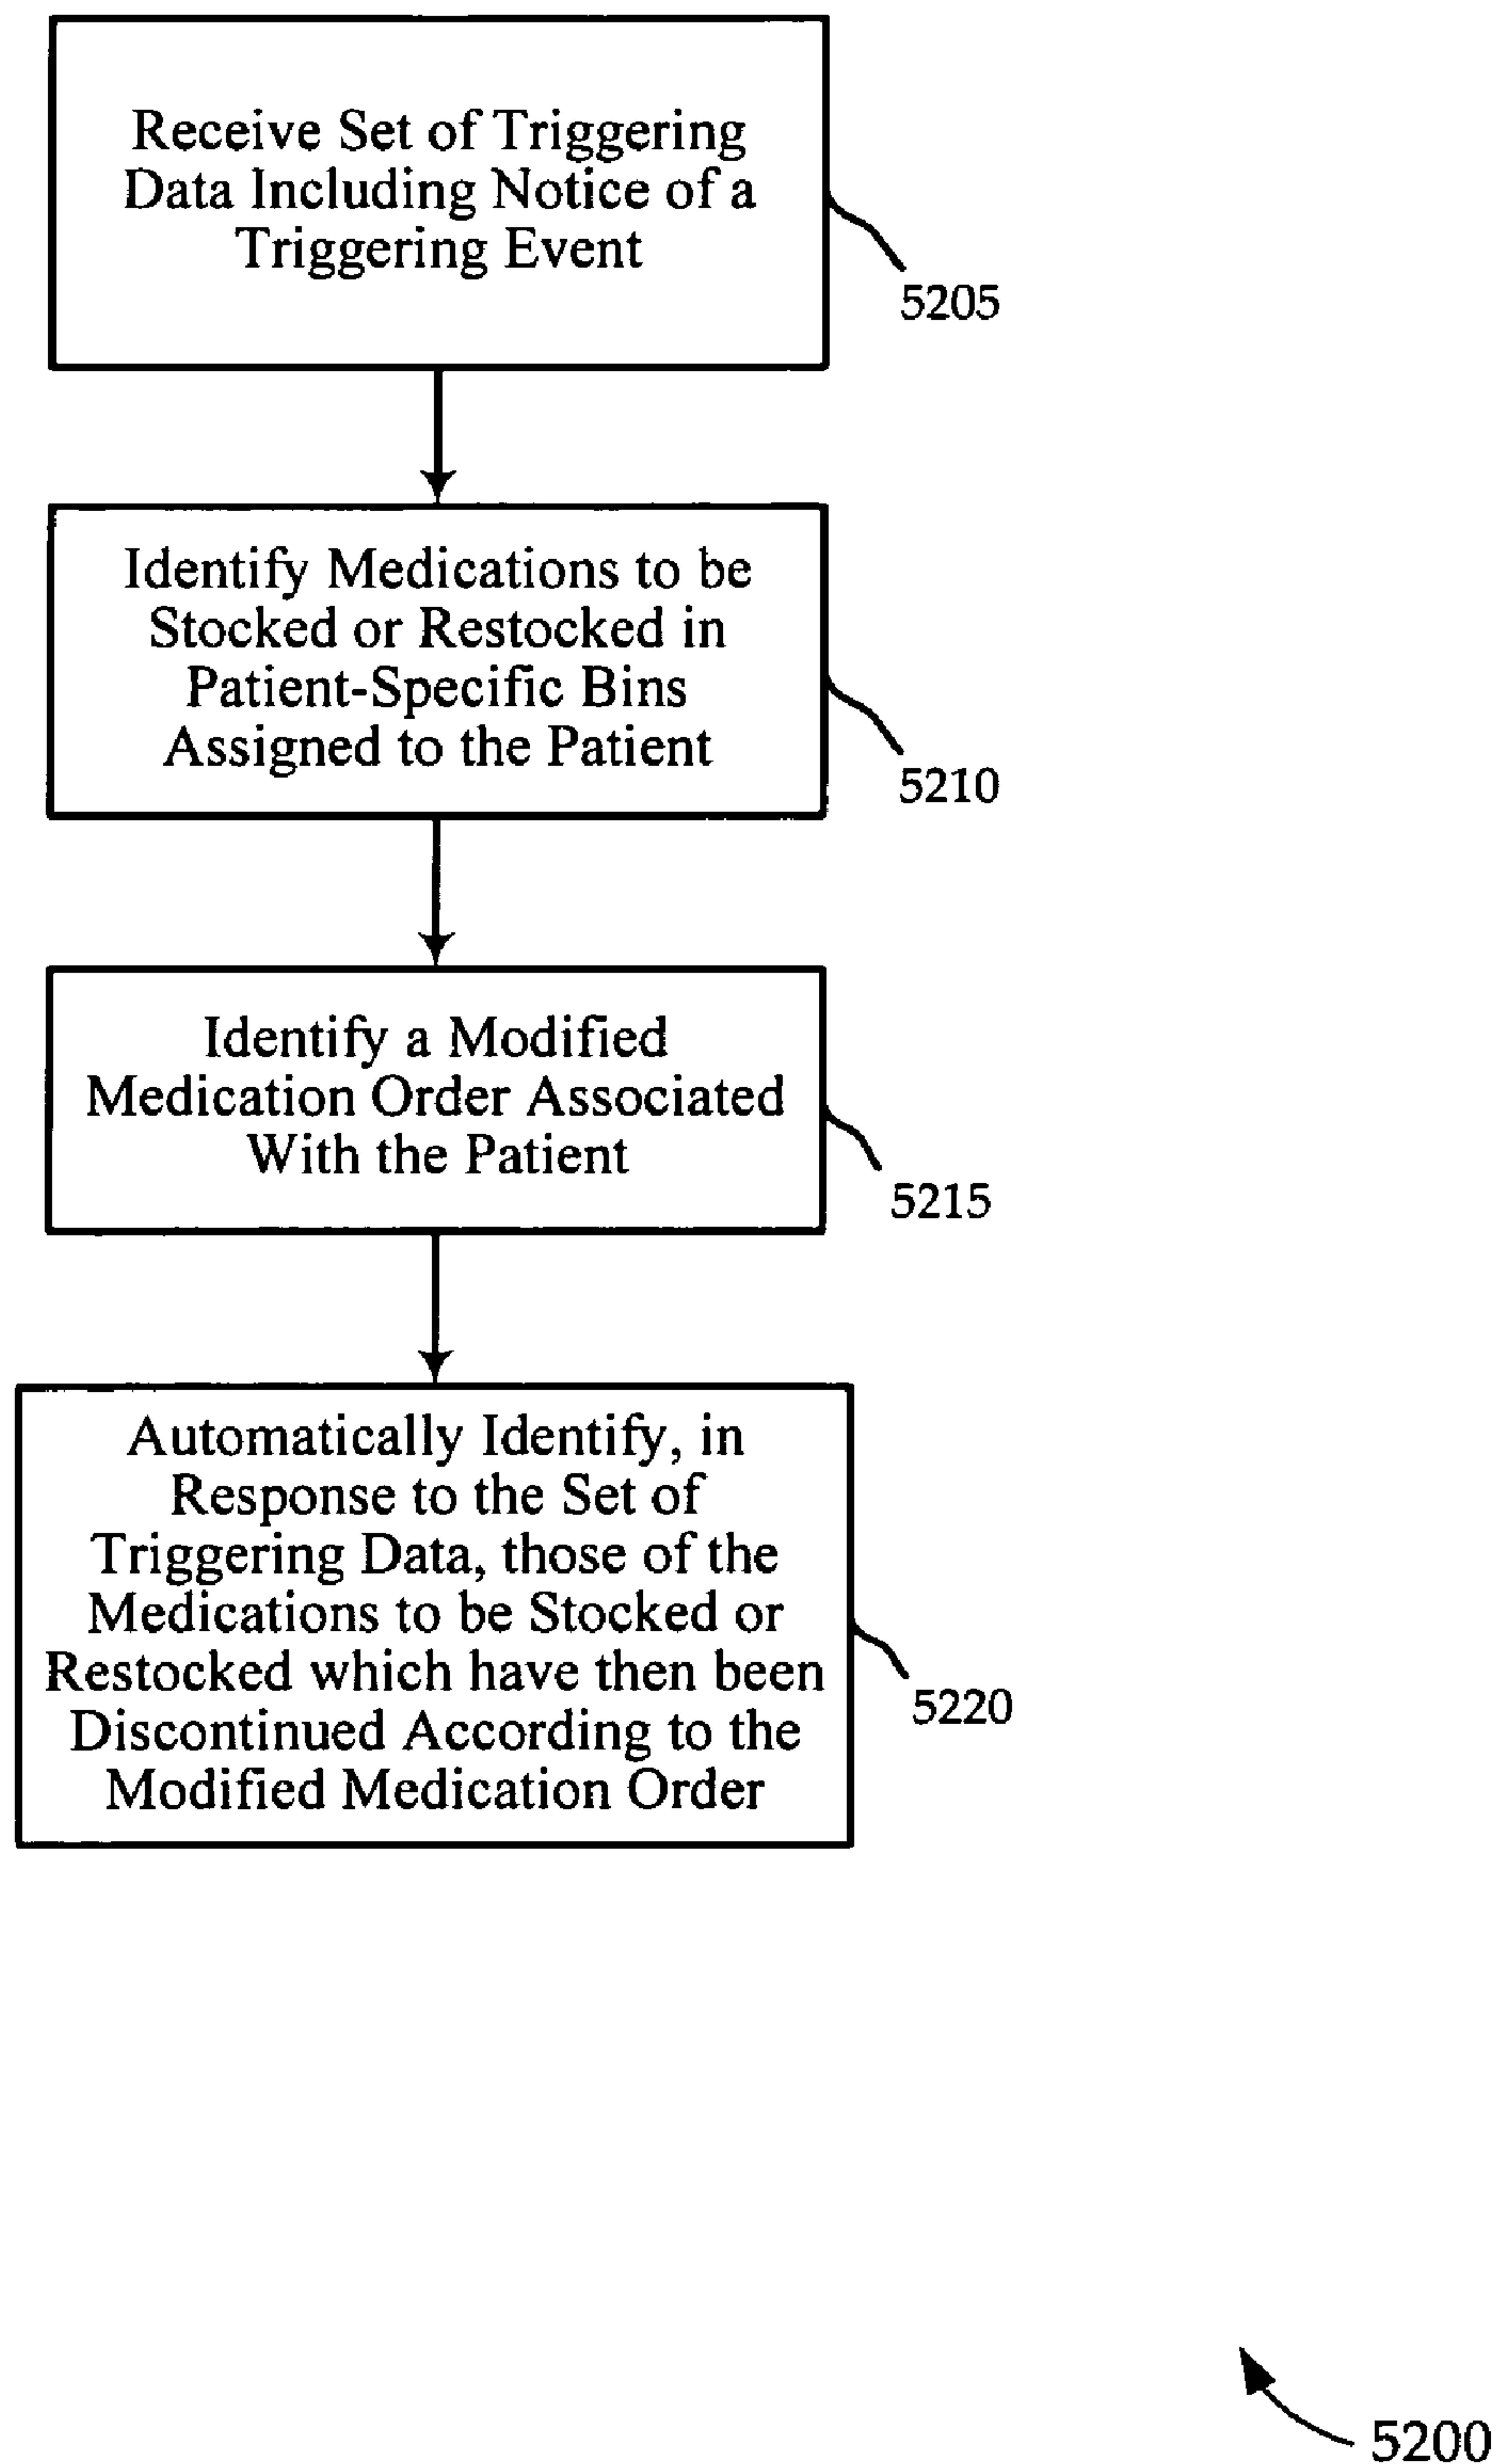 Receive Set of Triggering
Data Including Notice of a
Triggering Event
5205
Identify Medications to be
Stocked or Restocked in
Patient-Specific Bins
Assigned to the Patient
5210
Identify a Modified
Medication Order Associated
With the Patient
5215
Automatically Identify, in
Response to the Set of
Triggering Data, those of the
Medications to be Stocked or
Restocked which have then been
Discontinued According to the
Modified Medication Order
5220
5200